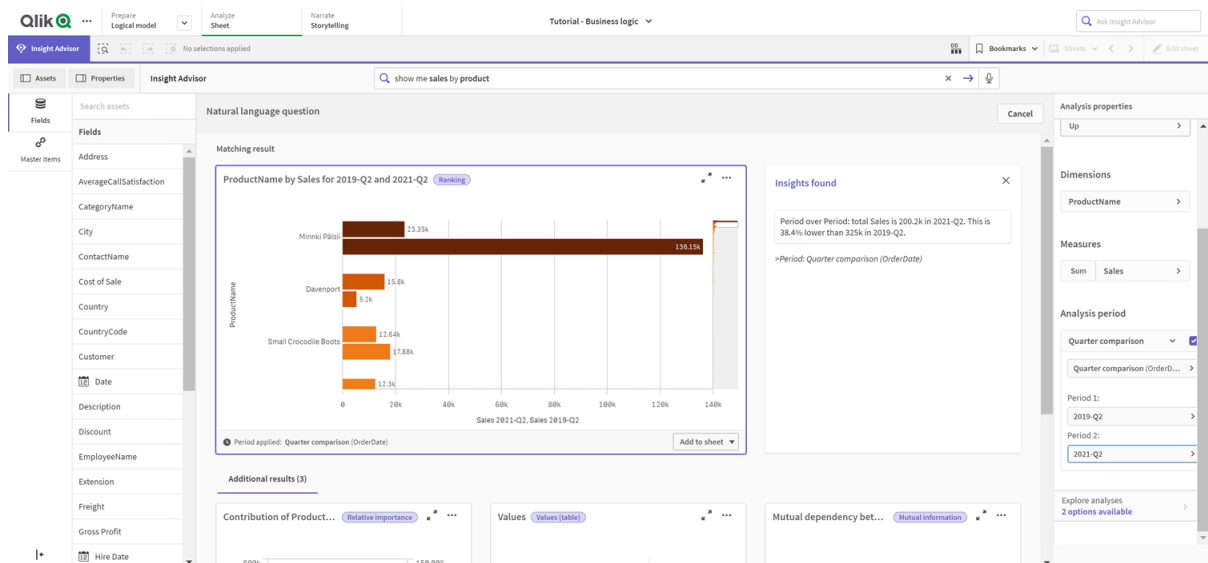 Qlik
Prepare
Logical model
Analyze
Sheet
Narrate
Storytelling
Tutorial - Business logic
Ask Insight Advisor
Insight Advisor
No selections applied
Bookmarks
Sheets
Edit sheet
Assets
Properties
Insight Advisor
show me sales by product
Fields
Master items
Search assets
Fields
Address
AverageCallSatisfaction
CategoryName
City
ContactName
Cost of Sale
Country
CountryCode
Customer
Date
Description
Discount
EmployeeName
Extension
Freight
Gross Profit
Hire Date
Natural language question
Cancel
Matching result
ProductName by Sales for 2019-Q2 and 2021-Q2
Ranking
ProductName
Minnki Pälsii
23.35k
136.15k
Davenport
15.8k
5.2k
Small Crocodile Boots
12.64k
17.88k
12.3k
0 20k 40k 60k 80k 100k 120k 140k
Sales 2021-Q2, Sales 2019-Q2
Period applied: Quarter comparison (OrderDate)
Add to sheet
Insights found
Period over Period: total Sales is 200.2k in 2021-Q2. This is
38.4% lower than 325k in 2019-Q2.
>Period: Quarter comparison (OrderDate)
Additional results (3)
Contribution of Product...
Relative importance
Values
Values (table)
Mutual dependency bet...
Mutual information
600k
150.00%
Analysis properties
Up
Dimensions
ProductName
Measures
Sum Sales
Analysis period
Quarter comparison
Quarter comparison (OrderD...
Period 1:
2019-Q2
Period 2:
2021-Q2
Explore analyses
2 options available